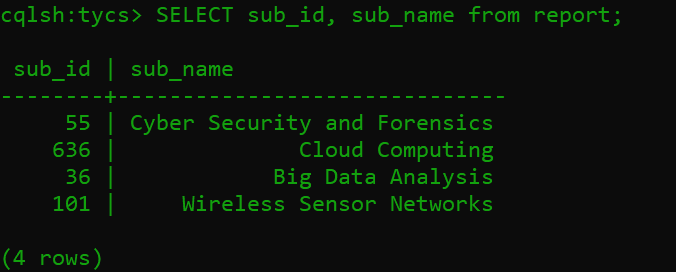 cqlsh:tycs> SELECT sub_id, sub_name from report;
 sub_id | sub_name
--------+------------------------------
     55 | Cyber Security and Forensics
    636 |              Cloud Computing
     36 |            Big Data Analysis
    101 |     Wireless Sensor Networks
(4 rows)